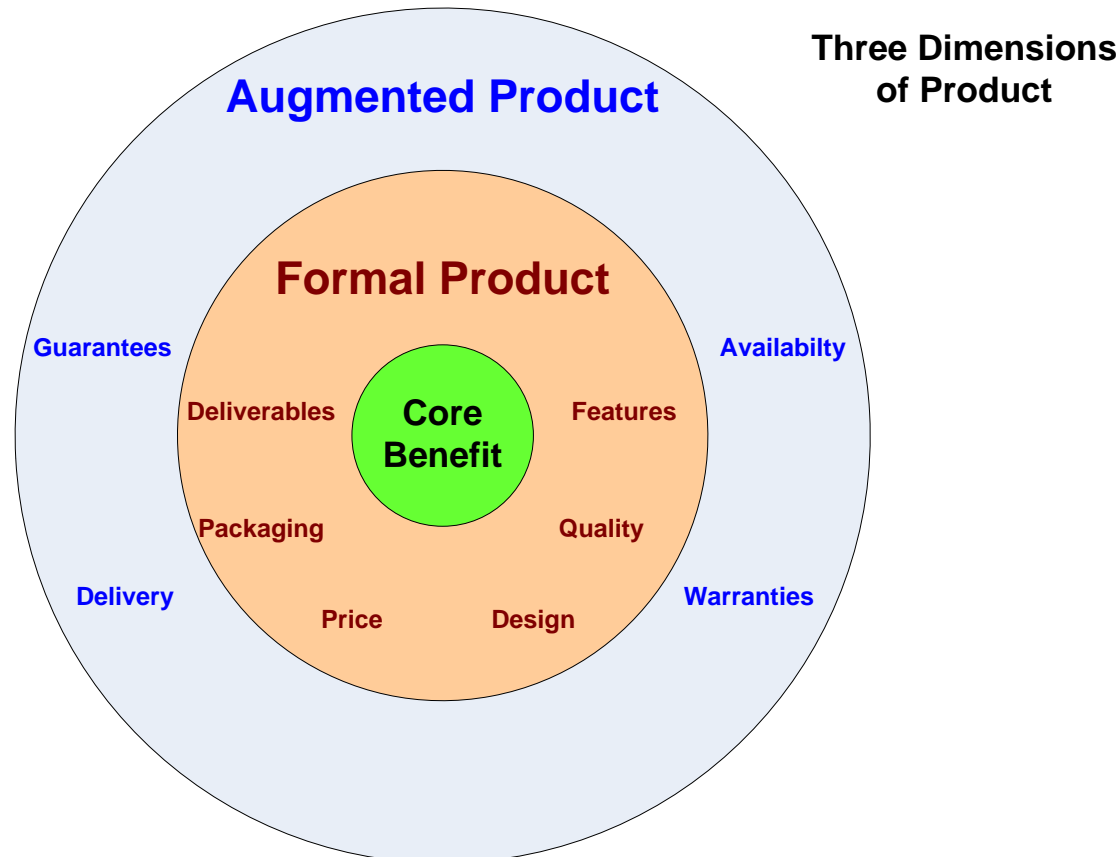 Three Dimensions
of Product
Augmented Product
Formal Product
Guarantees
Availabilty
Deliverables
Core
Benefit
Features
Packaging
Quality
Delivery
Warranties
Price
Design